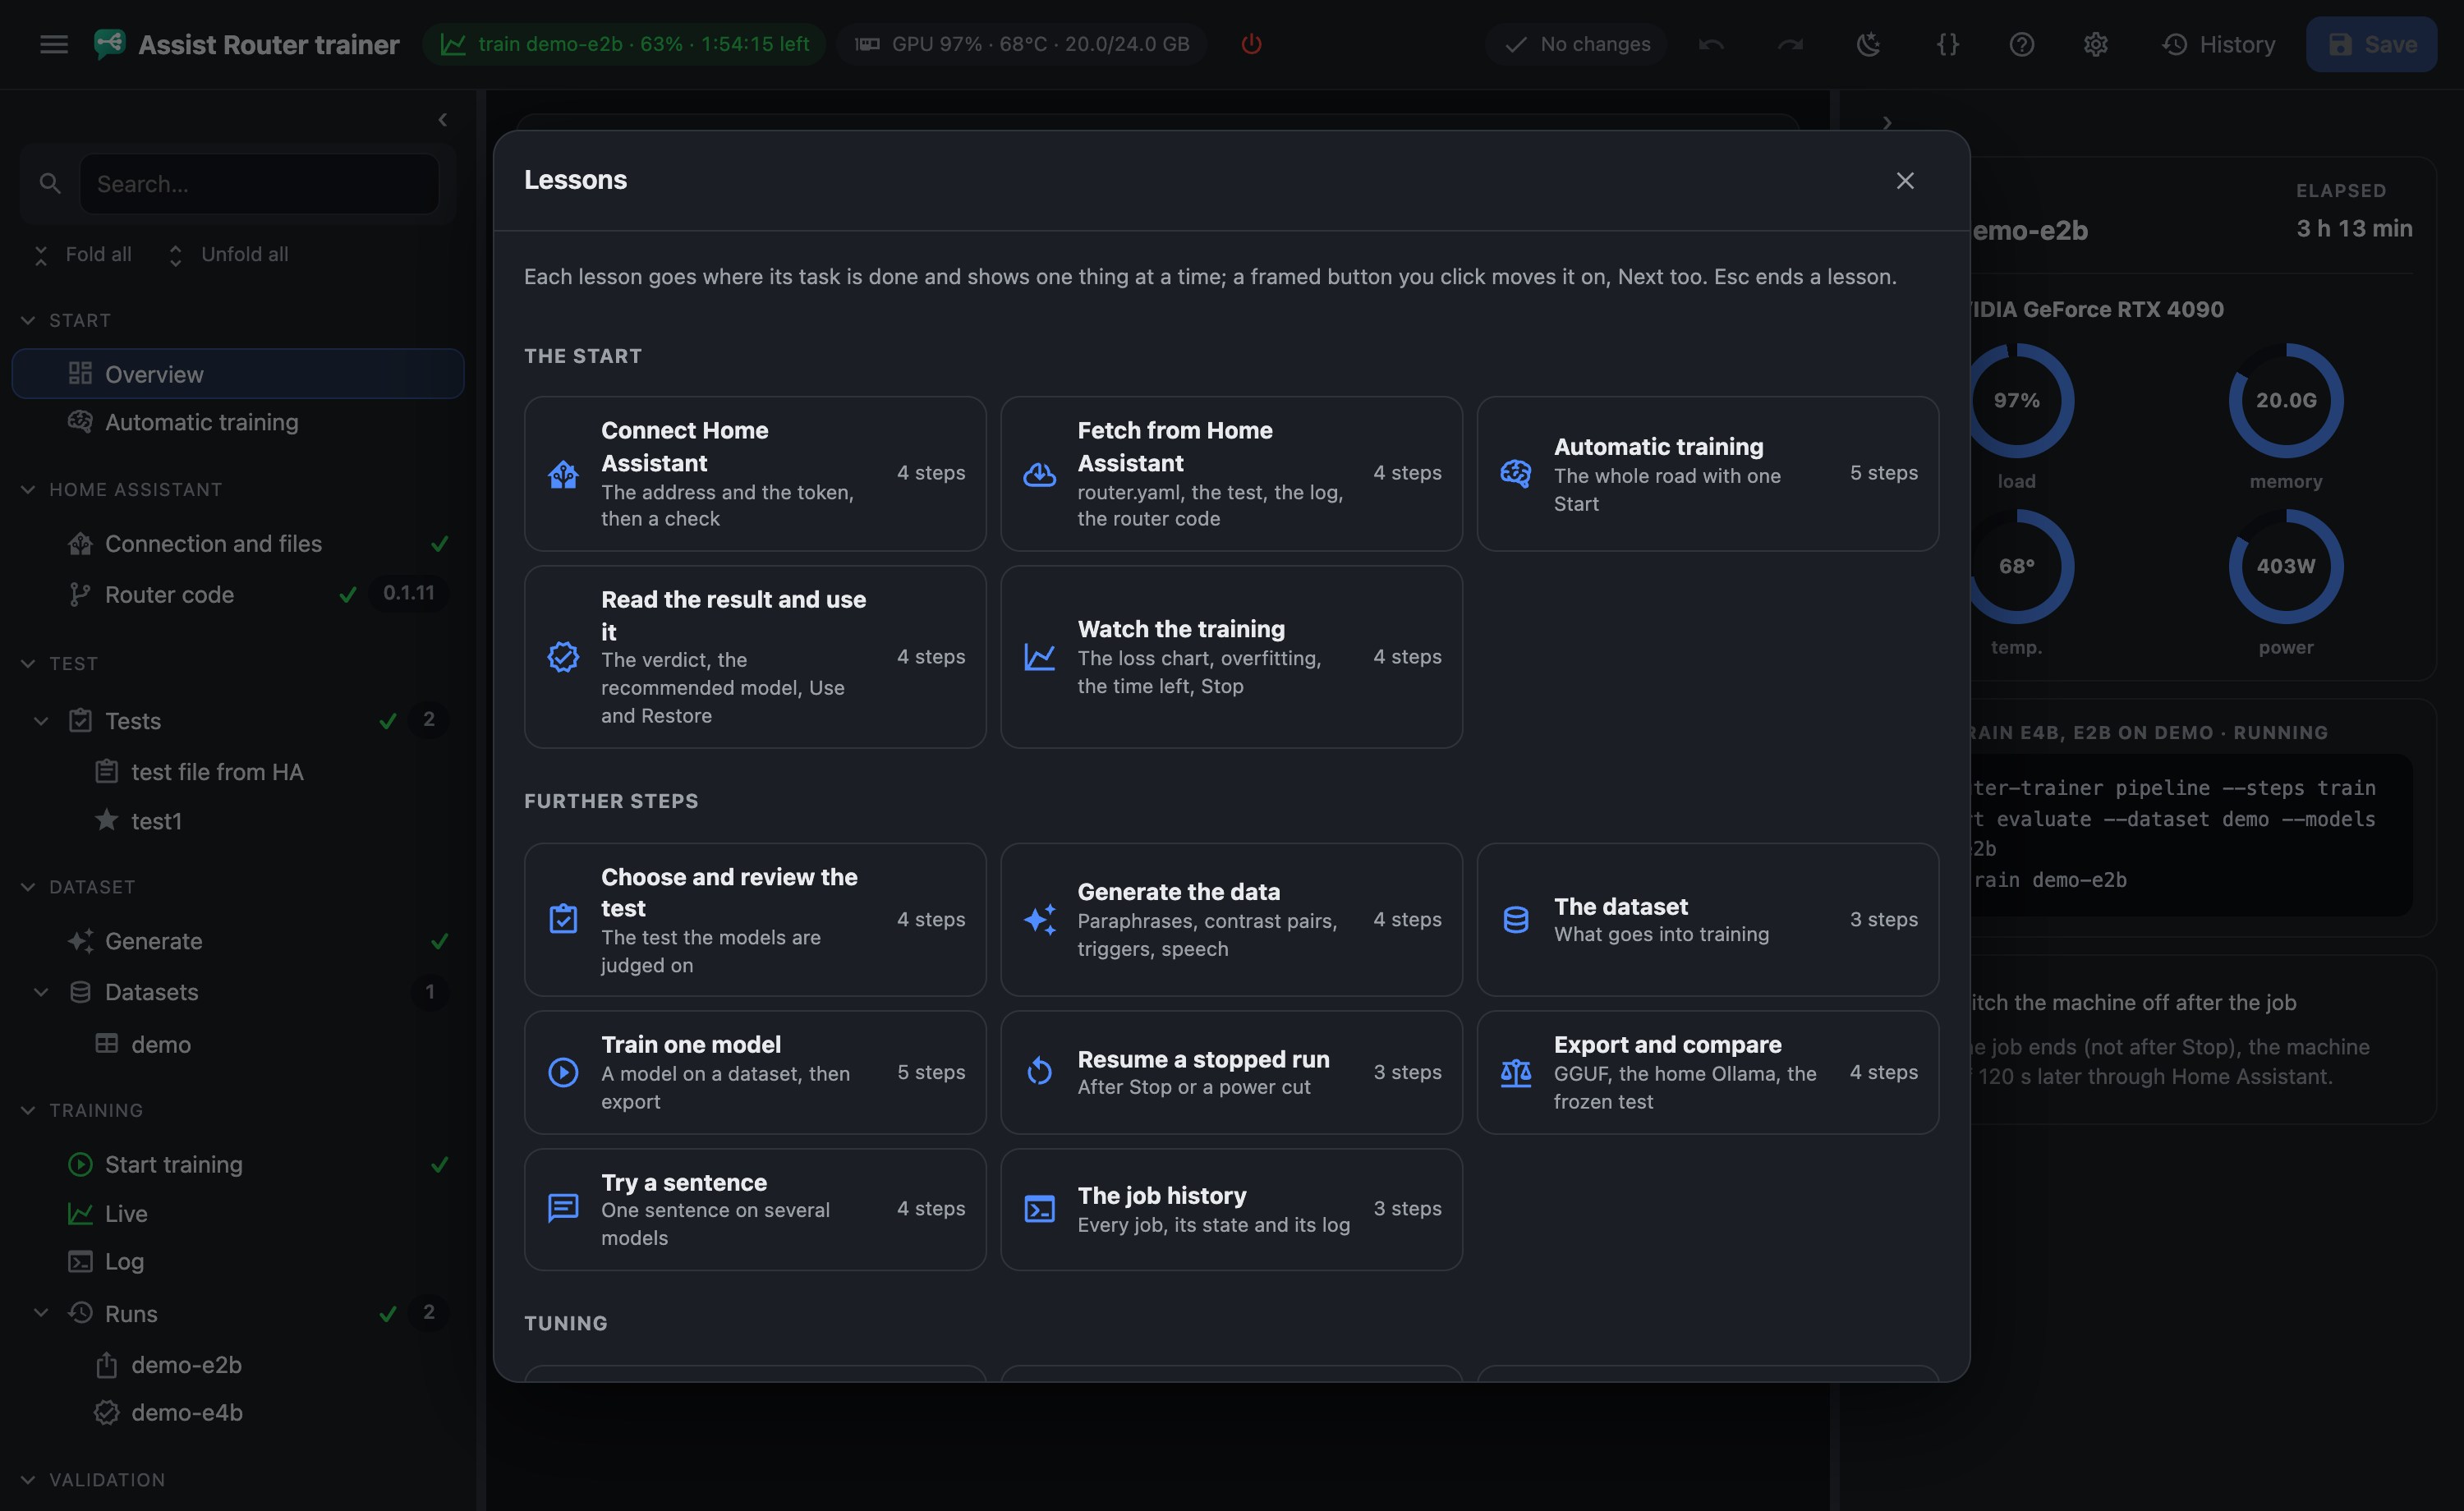 Assist Router trainer
train demo-e2b · 63% · 1:54:15 left
GPU 97% · 68°C · 20.0/24.0 GB
No changes
History
Save
Search...
Fold all
Unfold all
START
Overview
Automatic training
HOME ASSISTANT
Connection and files
Router code
0.1.11
TEST
Tests
2
test file from HA
test1
DATASET
Generate
Datasets
1
demo
TRAINING
Start training
Live
Log
Runs
2
demo-e2b
demo-e4b
VALIDATION
Lessons
Each lesson goes where its task is done and shows one thing at a time; a framed button you click moves it on, Next too. Esc ends a lesson.
THE START
Connect Home
Assistant
The address and the token,
then a check
4 steps
Fetch from Home
Assistant
router.yaml, the test, the log,
the router code
4 steps
Automatic training
The whole road with one
Start
5 steps
Read the result and use
it
The verdict, the
recommended model, Use
and Restore
4 steps
Watch the training
The loss chart, overfitting,
the time left, Stop
4 steps
FURTHER STEPS
Choose and review the
test
The test the models are
judged on
4 steps
Generate the data
Paraphrases, contrast pairs,
triggers, speech
4 steps
The dataset
What goes into training
3 steps
Train one model
A model on a dataset, then
export
5 steps
Resume a stopped run
After Stop or a power cut
3 steps
Export and compare
GGUF, the home Ollama, the
frozen test
4 steps
Try a sentence
One sentence on several
models
4 steps
The job history
Every job, its state and its log
3 steps
TUNING
ELAPSED
emo-e2b
3 h 13 min
IDIA GeForce RTX 4090
97%
load
20.0G
memory
68°
temp.
403W
power
RAIN E4B, E2B ON DEMO · RUNNING
ter-trainer pipeline --steps train
t evaluate --dataset demo --models
e2b
rain demo-e2b
itch the machine off after the job
e job ends (not after Stop), the machine
120 s later through Home Assistant.